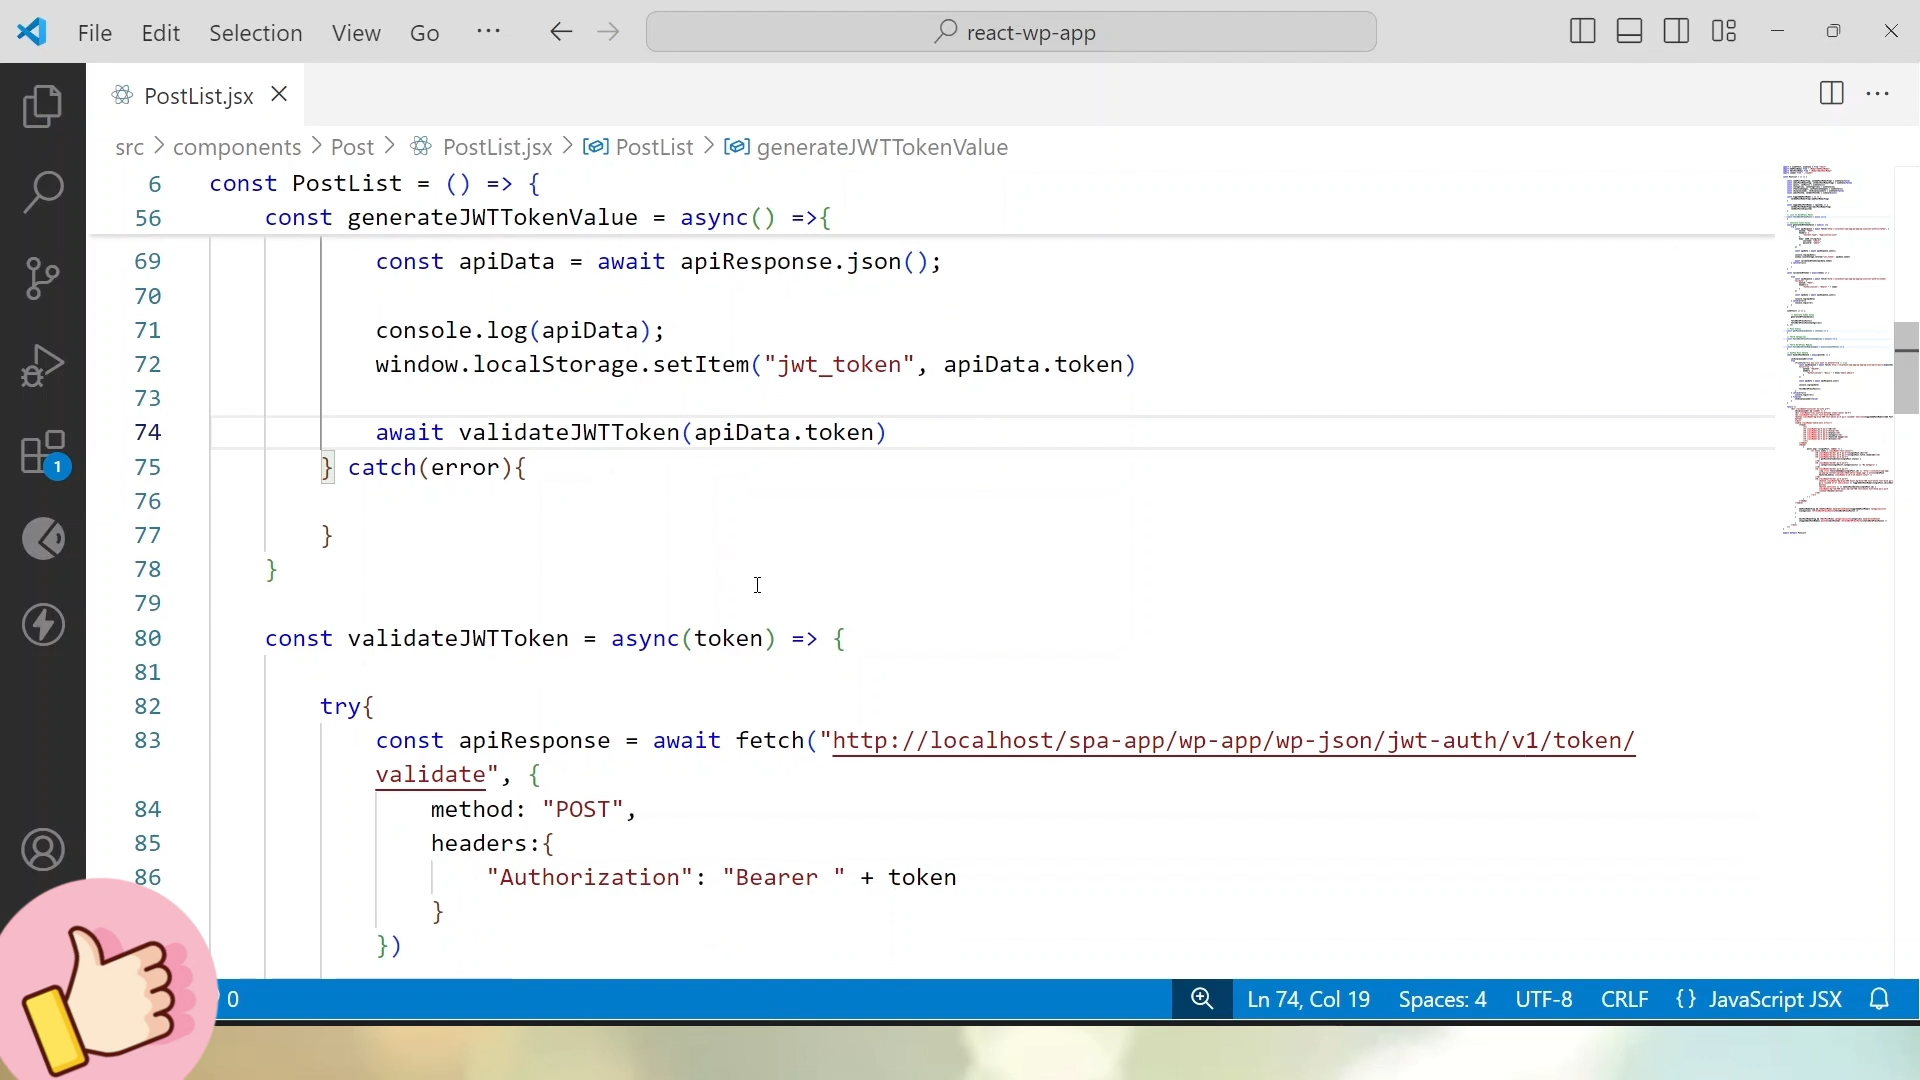 File Edit Selection View Go ··· react-wp-app
PostList.jsx
src > components > Post > PostList.jsx > PostList > generateJWTTokenValue
6 const PostList = () => {
56 const generateJWTTokenValue = async() =>{
69 const apiData = await apiResponse.json();
70
71 console.log(apiData);
72 window.localStorage.setItem("jwt_token", apiData.token)
73
74 await validateJWTToken(apiData.token)
75 } catch(error){
76
77 }
78 }
79
80 const validateJWTToken = async(token) => {
81
82 try{
83 const apiResponse = await fetch("http://localhost/spa-app/wp-app/wp-json/jwt-auth/v1/token/
validate", {
84 method: "POST",
85 headers:{
86 "Authorization": "Bearer " + token
}
})
1
0 Ln 74, Col 19 Spaces: 4 UTF-8 CRLF {} JavaScript JSX